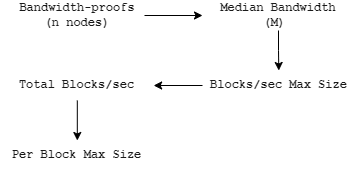 Bandwidth-proofs
(n nodes)
Median Bandwidth
(M)
Blocks/sec Max Size
Total Blocks/sec
Per Block Max Size